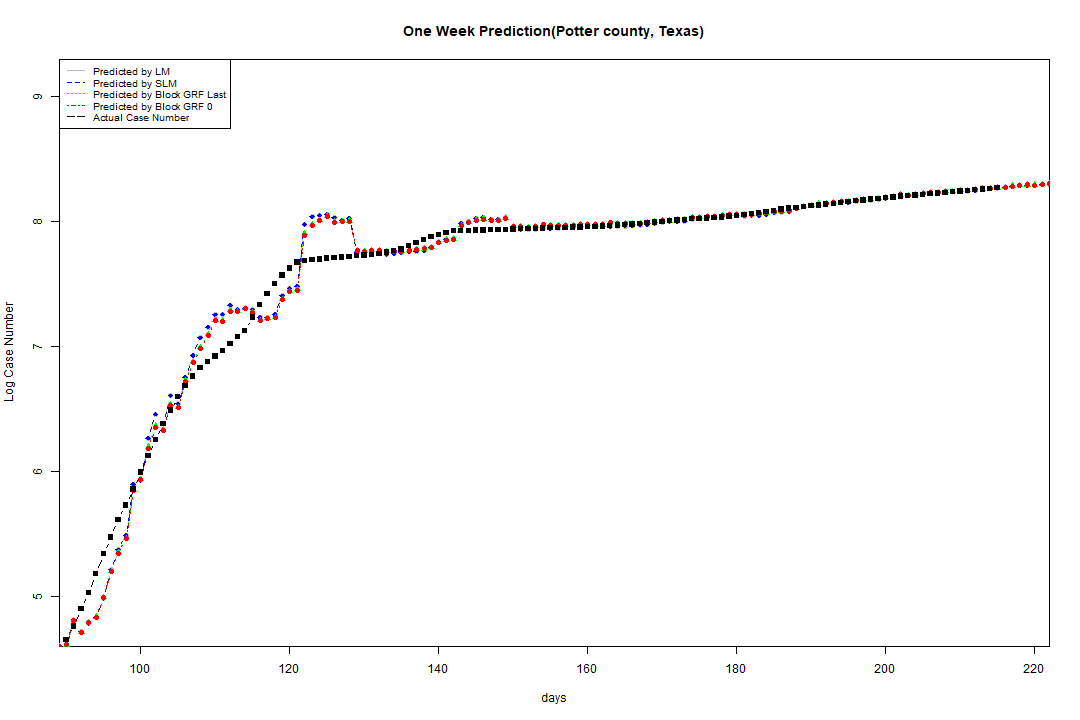 One Week Prediction(Potter county, Texas)
Predicted by LM
Predicted by SLM
Predicted by Block GRF Last
Predicted by Block GRF 0
Actual Case Number
9
8
7
6
5
Log Case Number
100 120 140 160 180 200 220
days